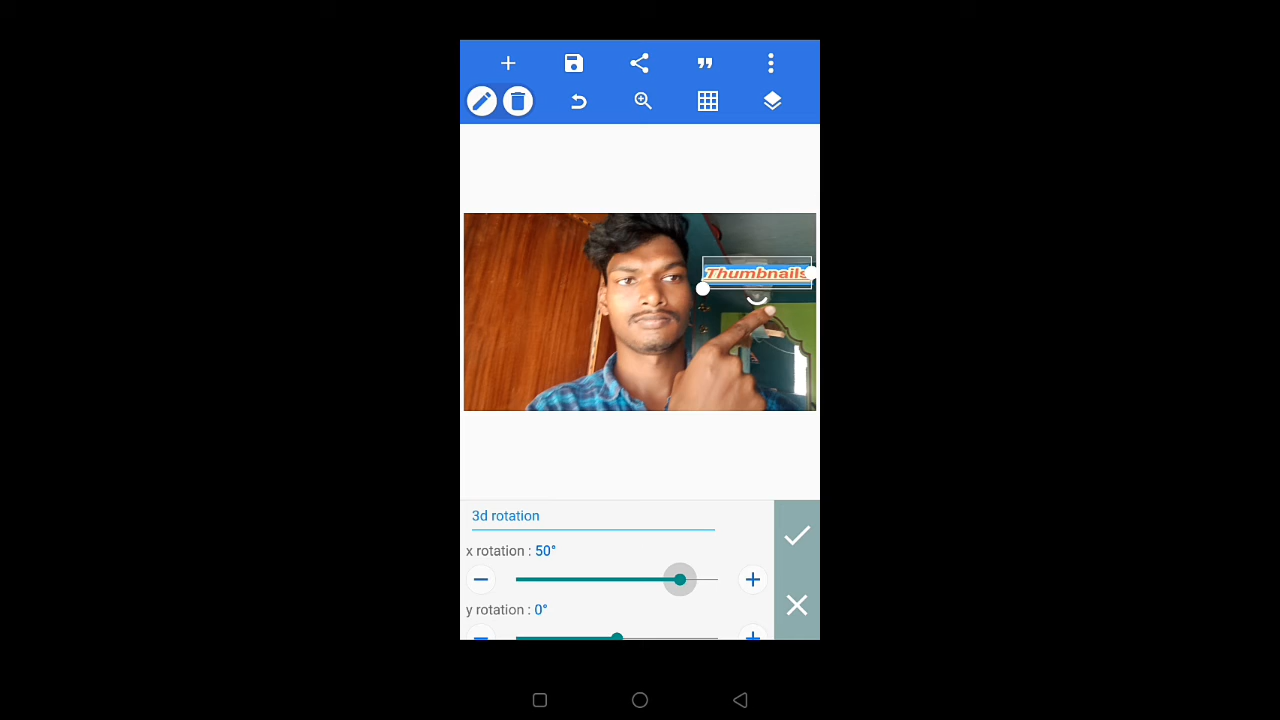 Thumbnails
3d rotation
x rotation : 50°
y rotation : 0°